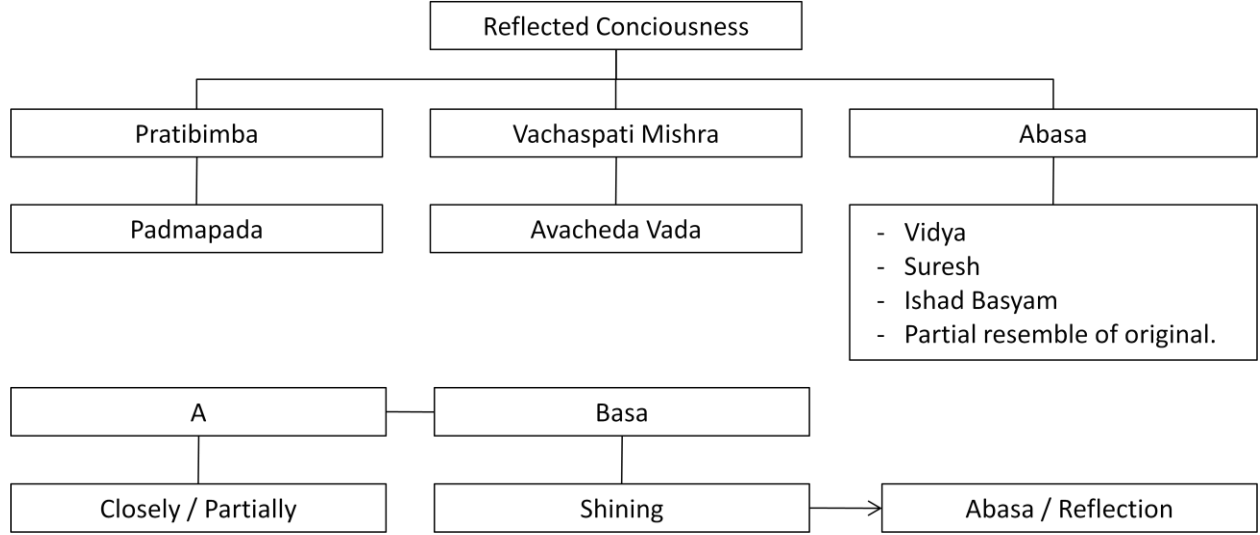 Reflected Conciousness
Pratibimba
Vachaspati Mishra
Abasa
Padmapada
Avacheda Vada
- Vidya
- Suresh
- Ishad Basyam
- Partial resemble of original.
A
Basa
Closely / Partially
Shining
Abasa / Reflection